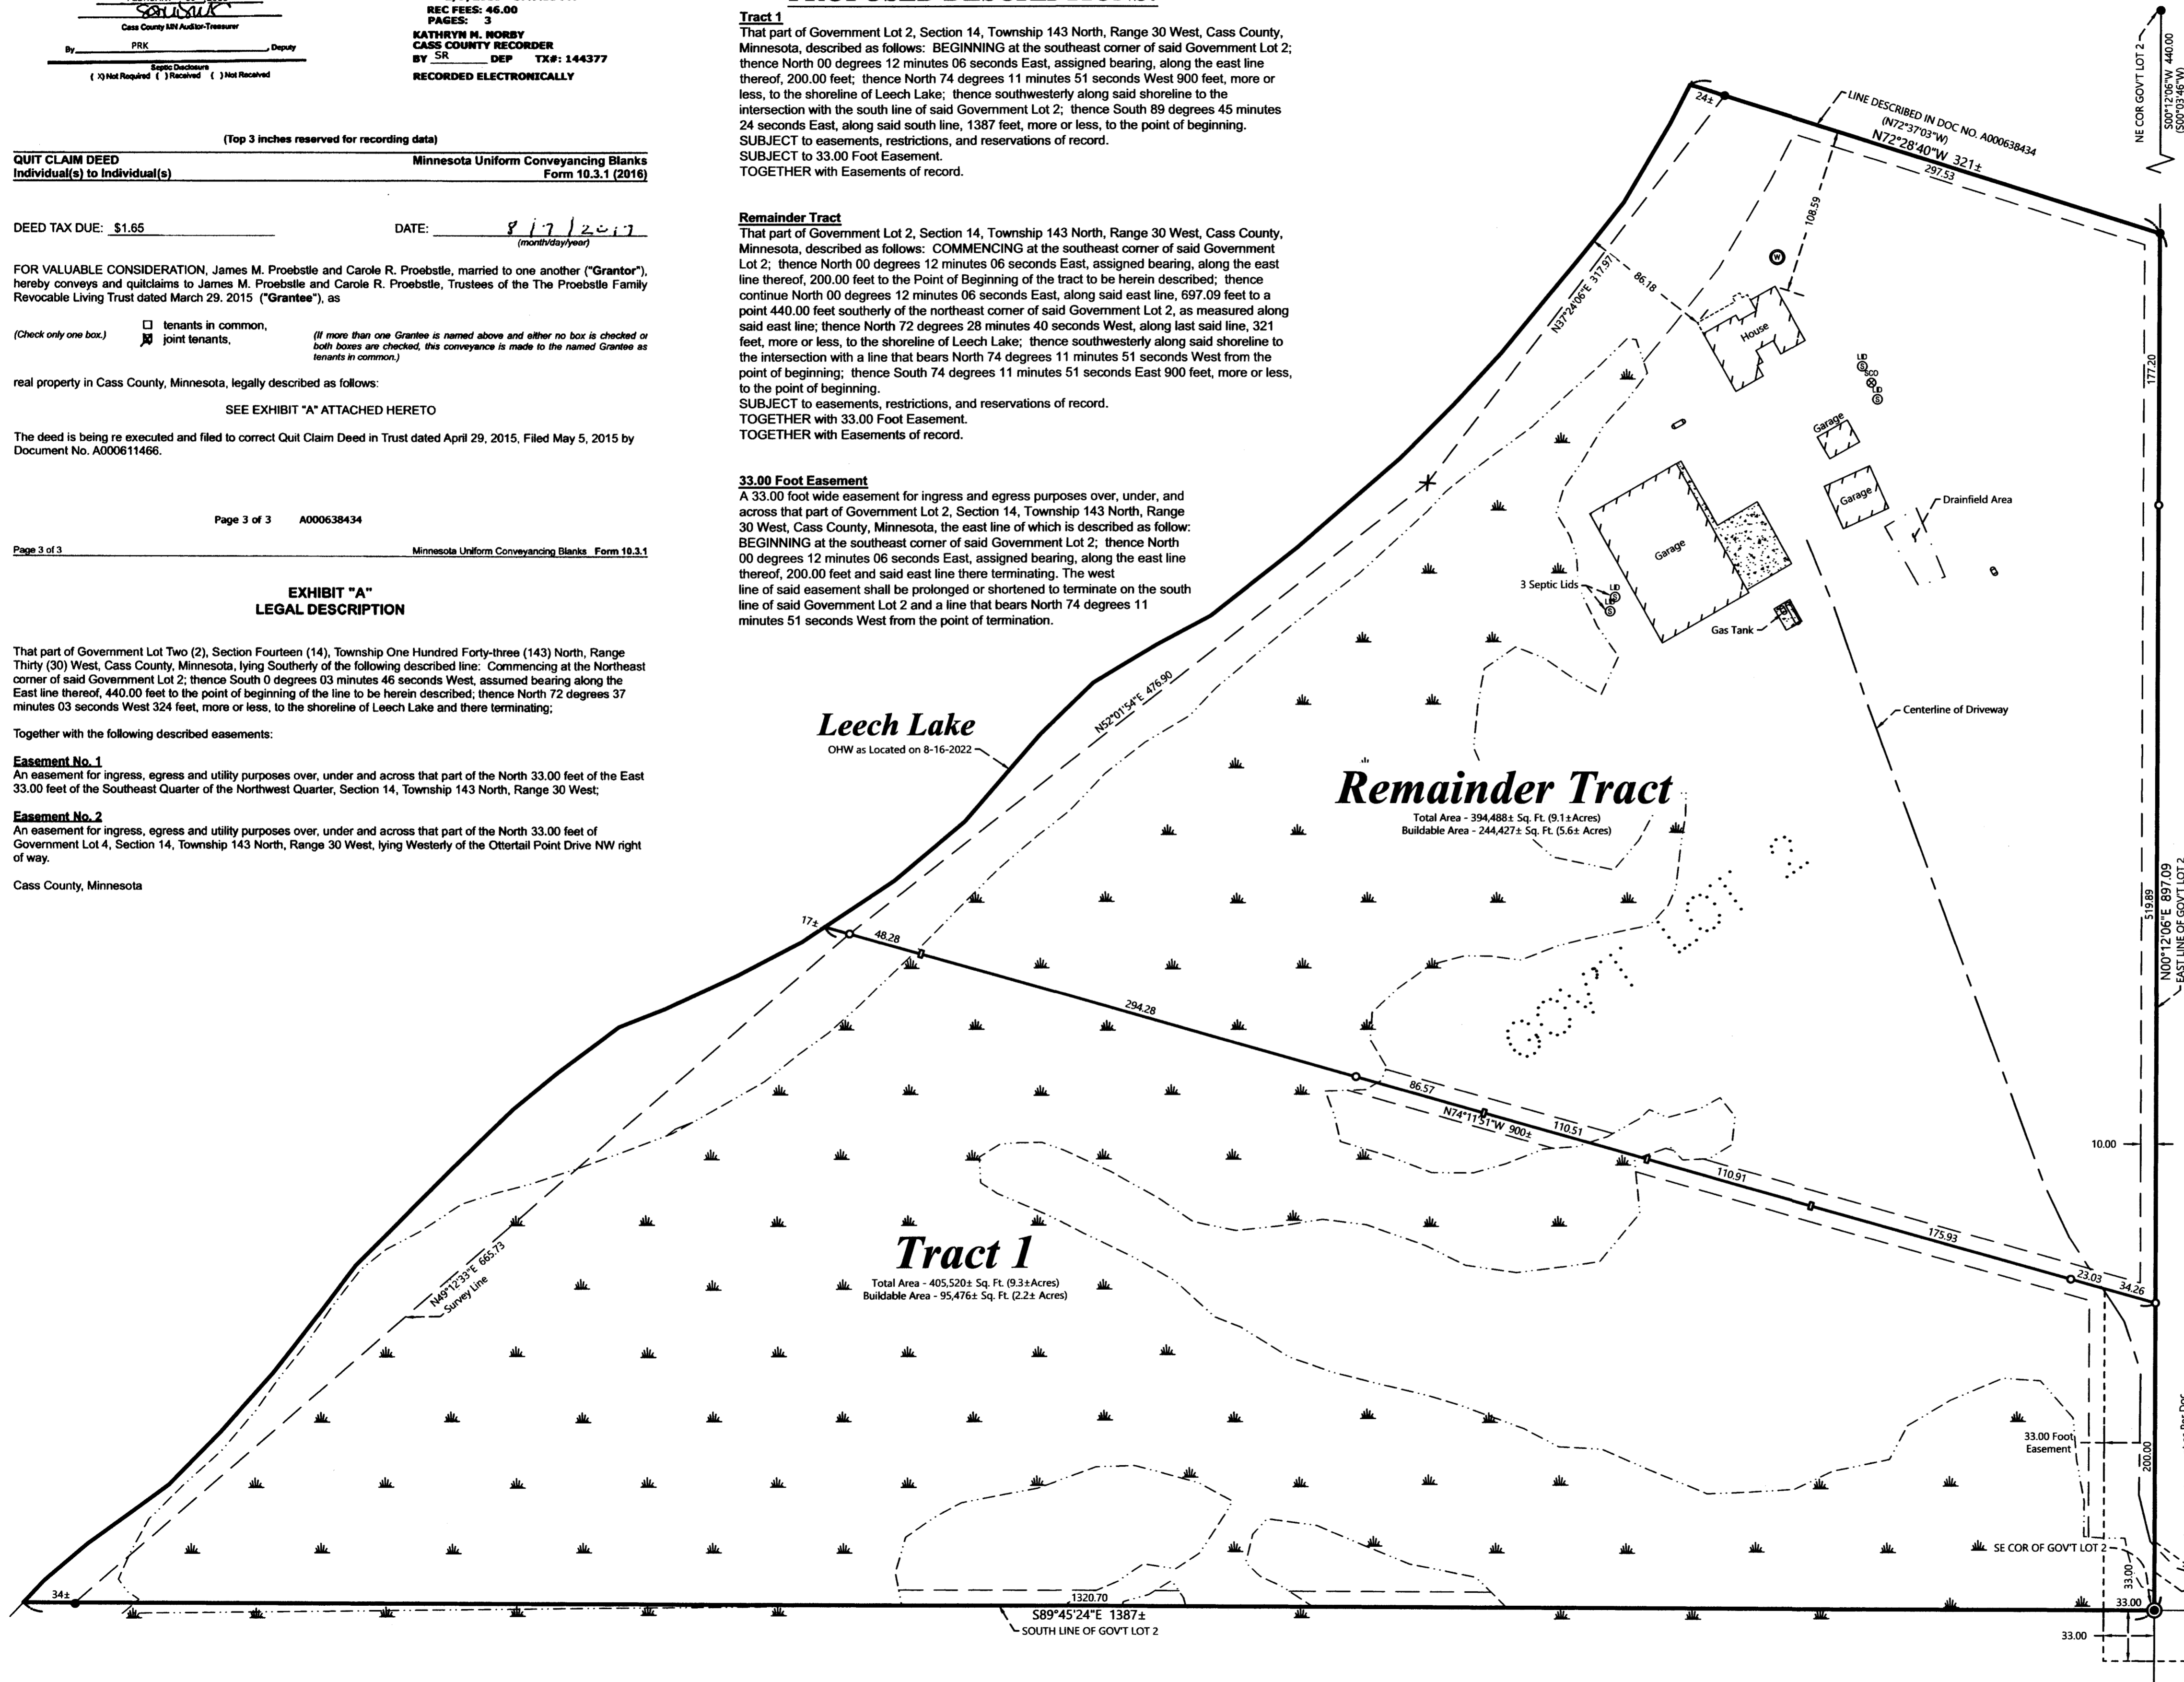 Cass County MN Auditor-Treasurer
By PRK , Deputy
Septic Disclosure
( X) Not Required ( ) Received ( ) Not Received
REC FEES: 46.00
PAGES: 3
KATHRYN M. NORBY
CASS COUNTY RECORDER
BY SR DEP TX#: 144377
RECORDED ELECTRONICALLY
(Top 3 inches reserved for recording data)
QUIT CLAIM DEED
Individual(s) to Individual(s)
Minnesota Uniform Conveyancing Blanks
Form 10.3.1 (2016)
DEED TAX DUE: $1.65
DATE: 8/7/2017
(month/day/year)
FOR VALUABLE CONSIDERATION, James M. Proebstle and Carole R. Proebstle, married to one another ("Grantor"),
hereby conveys and quitclaims to James M. Proebstle and Carole R. Proebstle, Trustees of the The Proebstle Family
Revocable Living Trust dated March 29. 2015 ("Grantee"), as
(Check only one box.)
tenants in common,
joint tenants,
(If more than one Grantee is named above and either no box is checked or
both boxes are checked, this conveyance is made to the named Grantee as
tenants in common.)
real property in Cass County, Minnesota, legally described as follows:
SEE EXHIBIT "A" ATTACHED HERETO
The deed is being re executed and filed to correct Quit Claim Deed in Trust dated April 29, 2015, Filed May 5, 2015 by
Document No. A000611466.
Page 3 of 3 A000638434
Page 3 of 3
Minnesota Uniform Conveyancing Blanks Form 10.3.1
EXHIBIT "A"
LEGAL DESCRIPTION
That part of Government Lot Two (2), Section Fourteen (14), Township One Hundred Forty-three (143) North, Range
Thirty (30) West, Cass County, Minnesota, lying Southerly of the following described line: Commencing at the Northeast
corner of said Government Lot 2; thence South 0 degrees 03 minutes 46 seconds West, assumed bearing along the
East line thereof, 440.00 feet to the point of beginning of the line to be herein described; thence North 72 degrees 37
minutes 03 seconds West 324 feet, more or less, to the shoreline of Leech Lake and there terminating;
Together with the following described easements:
Easement No. 1
An easement for ingress, egress and utility purposes over, under and across that part of the North 33.00 feet of the East
33.00 feet of the Southeast Quarter of the Northwest Quarter, Section 14, Township 143 North, Range 30 West;
Easement No. 2
An easement for ingress, egress and utility purposes over, under and across that part of the North 33.00 feet of
Government Lot 4, Section 14, Township 143 North, Range 30 West, lying Westerly of the Ottertail Point Drive NW right
of way.
Cass County, Minnesota
Tract 1
That part of Government Lot 2, Section 14, Township 143 North, Range 30 West, Cass County,
Minnesota, described as follows: BEGINNING at the southeast corner of said Government Lot 2;
thence North 00 degrees 12 minutes 06 seconds East, assigned bearing, along the east line
thereof, 200.00 feet; thence North 74 degrees 11 minutes 51 seconds West 900 feet, more or
less, to the shoreline of Leech Lake; thence southwesterly along said shoreline to the
intersection with the south line of said Government Lot 2; thence South 89 degrees 45 minutes
24 seconds East, along said south line, 1387 feet, more or less, to the point of beginning.
SUBJECT to easements, restrictions, and reservations of record.
SUBJECT to 33.00 Foot Easement.
TOGETHER with Easements of record.
Remainder Tract
That part of Government Lot 2, Section 14, Township 143 North, Range 30 West, Cass County,
Minnesota, described as follows: COMMENCING at the southeast corner of said Government
Lot 2; thence North 00 degrees 12 minutes 06 seconds East, assigned bearing, along the east
line thereof, 200.00 feet to the Point of Beginning of the tract to be herein described; thence
continue North 00 degrees 12 minutes 06 seconds East, along said east line, 697.09 feet to a
point 440.00 feet southerly of the northeast corner of said Government Lot 2, as measured along
said east line; thence North 72 degrees 28 minutes 40 seconds West, along last said line, 321
feet, more or less, to the shoreline of Leech Lake; thence southwesterly along said shoreline to
the intersection with a line that bears North 74 degrees 11 minutes 51 seconds West from the
point of beginning; thence South 74 degrees 11 minutes 51 seconds East 900 feet, more or less,
to the point of beginning.
SUBJECT to easements, restrictions, and reservations of record.
TOGETHER with 33.00 Foot Easement.
TOGETHER with Easements of record.
33.00 Foot Easement
A 33.00 foot wide easement for ingress and egress purposes over, under, and
across that part of Government Lot 2, Section 14, Township 143 North, Range
30 West, Cass County, Minnesota, the east line of which is described as follow:
BEGINNING at the southeast corner of said Government Lot 2; thence North
00 degrees 12 minutes 06 seconds East, assigned bearing, along the east line
thereof, 200.00 feet and said east line there terminating. The west
line of said easement shall be prolonged or shortened to terminate on the south
line of said Government Lot 2 and a line that bears North 74 degrees 11
minutes 51 seconds West from the point of termination.
NE COR GOV'T LOT 2
S00°12'06"W 440.00
(S00°03'46"W)
24±
LINE DESCRIBED IN DOC NO. A000638434
(N72°37'03"W)
N72°28'40"W 321±
297.53
108.59
W
N37°24'06"E 317.97
86.18
House
177.20
LID
S
SCO
LID
S
Garage
Garage
Drainfield Area
Garage
3 Septic Lids
LID
S
LID
S
Gas Tank
Centerline of Driveway
N52°01'54"E 476.90
Leech Lake
OHW as Located on 8-16-2022
Remainder Tract
Total Area - 394,488± Sq. Ft. (9.1±Acres)
Buildable Area - 244,427± Sq. Ft. (5.6± Acres)
GOV'T LOT 2
519.89
N00°12'06"E 897.09
EAST LINE OF GOV'T LOT 2
17±
48.28
294.28
86.57
N74°11'51"W 900±
110.51
110.91
10.00
175.93
23.03
34.26
Tract 1
Total Area - 405,520± Sq. Ft. (9.3±Acres)
Buildable Area - 95,476± Sq. Ft. (2.2± Acres)
N49°12'33"E 665.73
Survey Line
33.00 Foot
Easement
200.00
SE COR OF GOV'T LOT 2
33.00
34±
1320.70
S89°45'24"E 1387±
SOUTH LINE OF GOV'T LOT 2
33.00
33.00